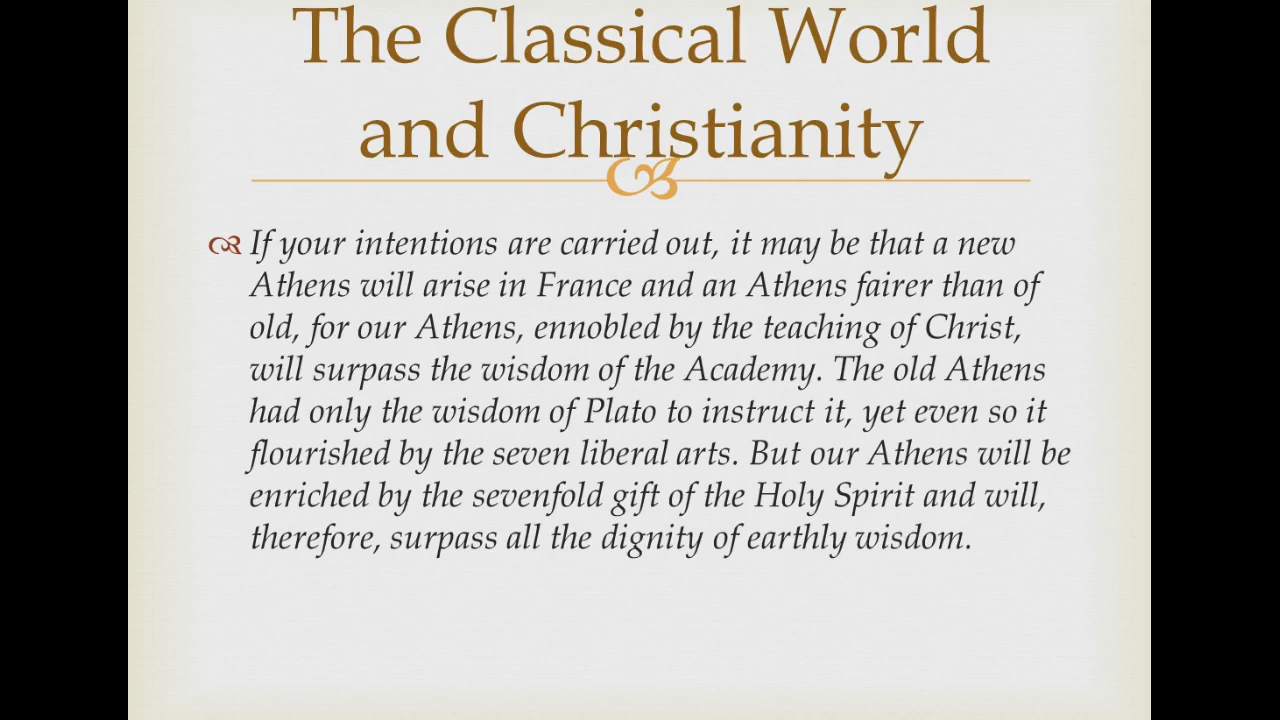 The Classical World
and Christianity
If your intentions are carried out, it may be that a new
Athens will arise in France and an Athens fairer than of
old, for our Athens, ennobled by the teaching of Christ,
will surpass the wisdom of the Academy. The old Athens
had only the wisdom of Plato to instruct it, yet even so it
flourished by the seven liberal arts. But our Athens will be
enriched by the sevenfold gift of the Holy Spirit and will,
therefore, surpass all the dignity of earthly wisdom.